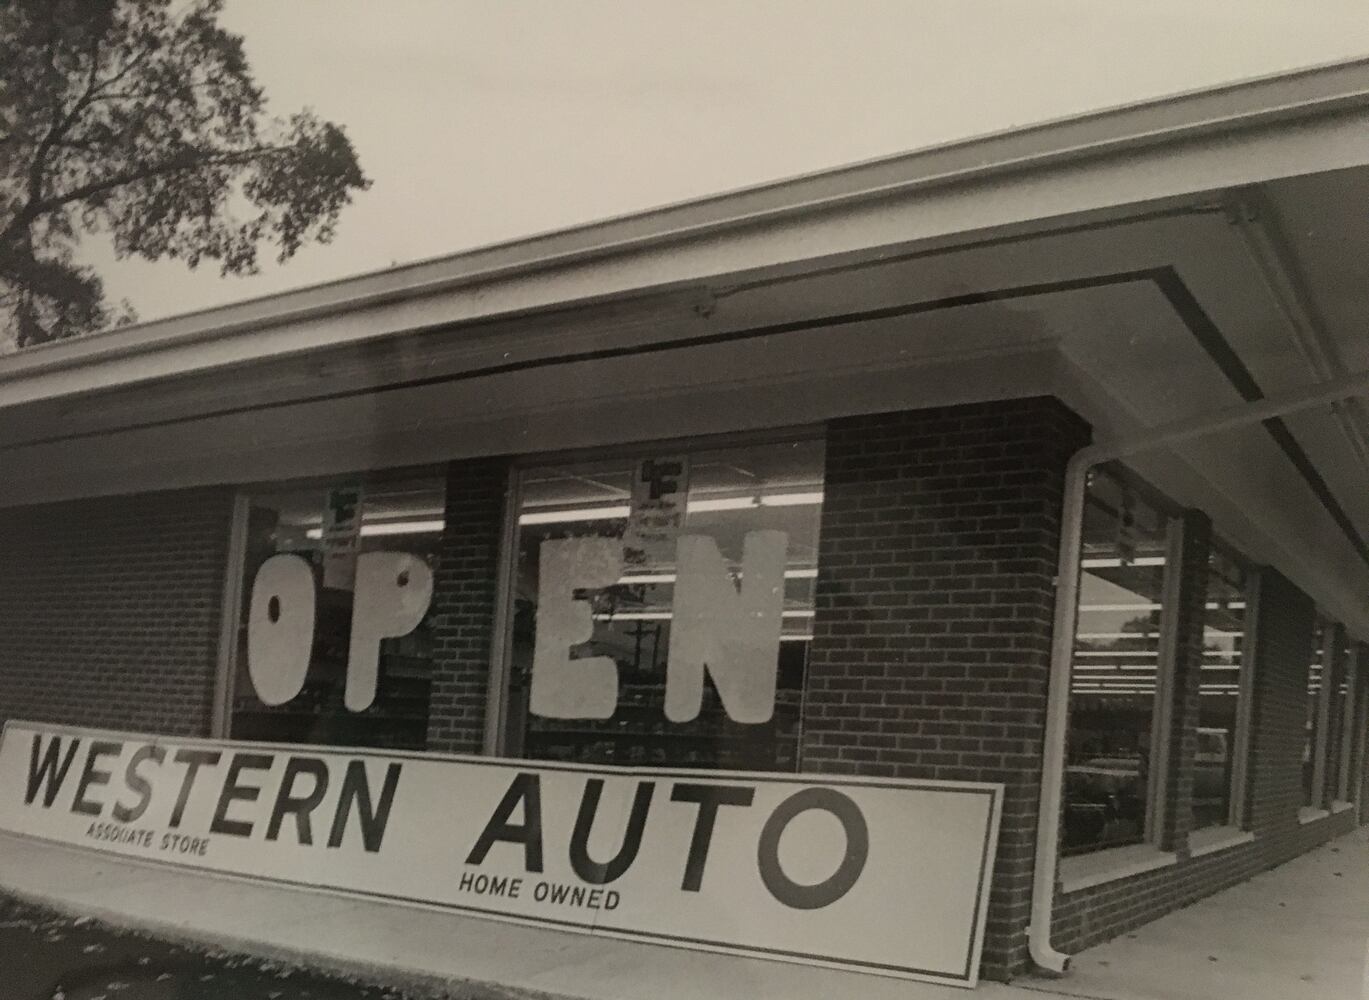 OPEN
WESTERN AUTO
ASSOCIATE STORE
HOME OWNED